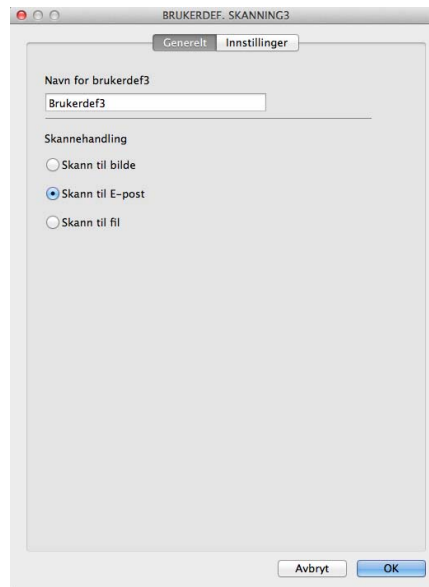 BRUKERDEF. SKANNING3
Generelt Innstillinger
Navn for brukerdef3
Brukerdef3
Skannehandling
Skann til bilde
Skann til E-post
Skann til fil
Avbryt OK